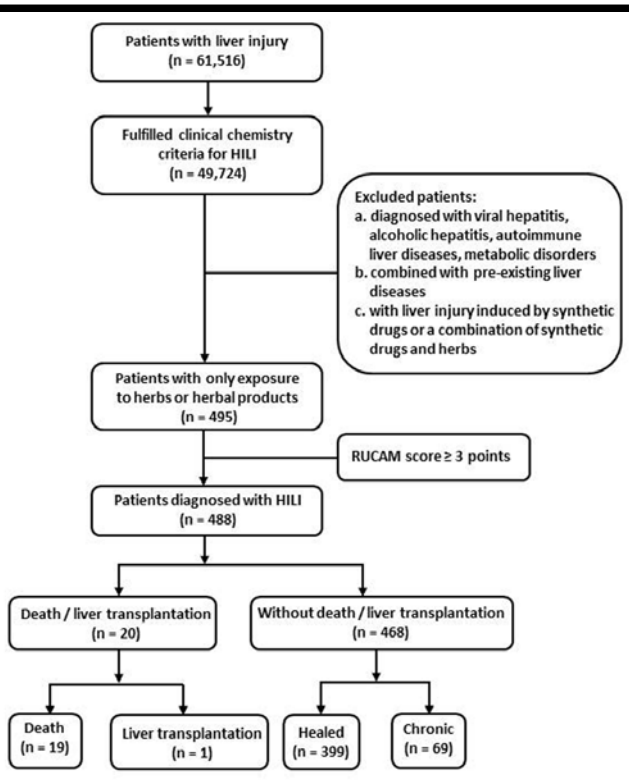 Patients with liver injury
(n = 61,516)
Fulfilled clinical chemistry
criteria for HILI
(n = 49,724)
Excluded patients:
a. diagnosed with viral hepatitis,
alcoholic hepatitis, autoimmune
liver diseases, metabolic disorders
b. combined with pre-existing liver
diseases
c. with liver injury induced by synthetic
drugs or a combination of synthetic
drugs and herbs
Patients with only exposure
to herbs or herbal products
(n = 495)
RUCAM score ≥ 3 points
Patients diagnosed with HILI
(n = 488)
Death / liver transplantation
(n = 20)
Without death / liver transplantation
(n = 468)
Death
(n = 19)
Liver transplantation
(n = 1)
Healed
(n = 399)
Chronic
(n = 69)